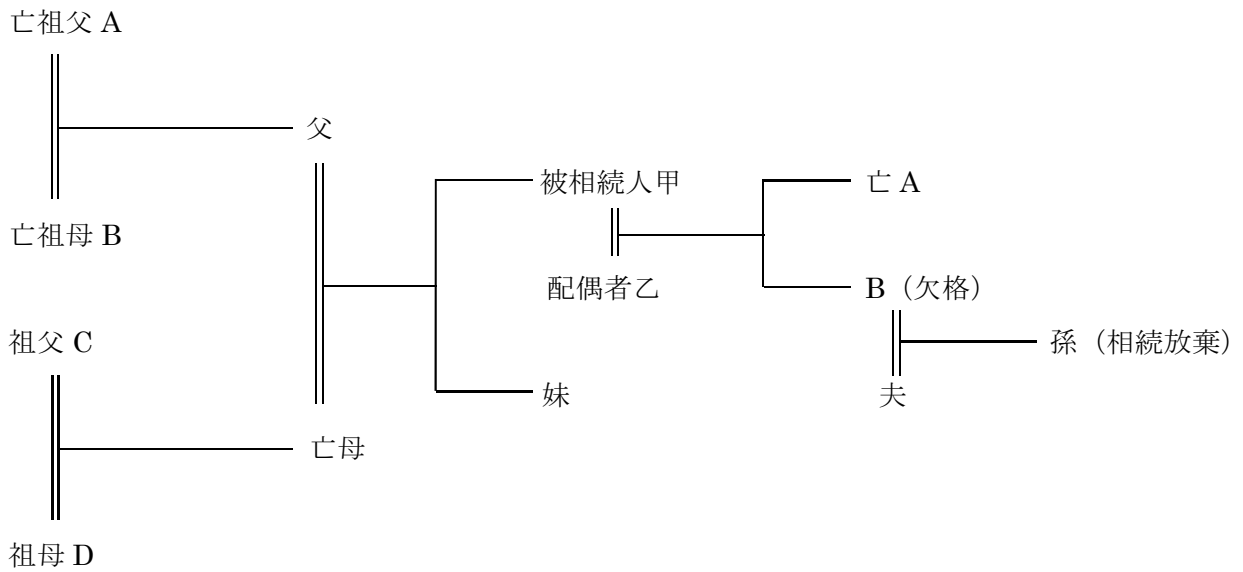 亡祖父 A
父
被相続人甲
亡 A
亡祖母 B
配偶者乙
B（欠格）
祖父 C
孫（相続放棄）
妹
夫
亡母
祖母 D